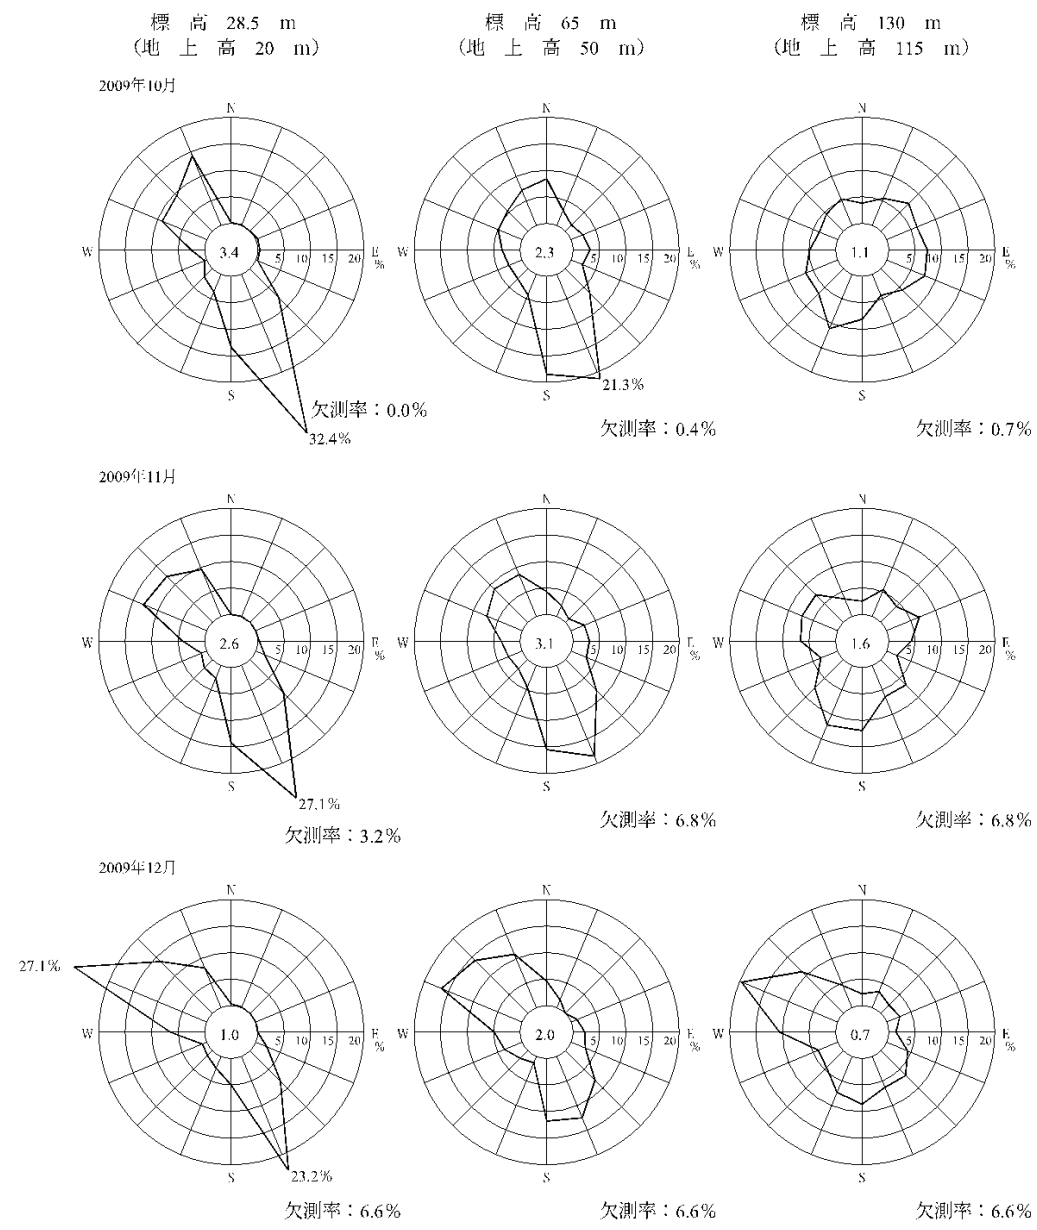 標 高 28.5 m
（地 上 高 20 m）
標 高 65 m
（地 上 高 50 m）
標 高 130 m
（地 上 高 115 m）
2009年10月
N
W 3.4 5 10 15 20 E
%
S
32.4%
欠測率：0.0%
N
W 2.3 5 10 15 20 E
%
S
21.3%
欠測率：0.4%
N
W 1.1 5 10 15 20 E
%
S
欠測率：0.7%
2009年11月
N
W 2.6 5 10 15 20 E
%
S
27.1%
欠測率：3.2%
N
W 3.1 5 10 15 20 E
%
S
欠測率：6.8%
N
W 1.6 5 10 15 20 E
%
S
欠測率：6.8%
2009年12月
N
27.1%
W 1.0 5 10 15 20 E
%
S
23.2%
欠測率：6.6%
N
W 2.0 5 10 15 20 E
%
S
欠測率：6.6%
N
W 0.7 5 10 15 20 E
%
S
欠測率：6.6%